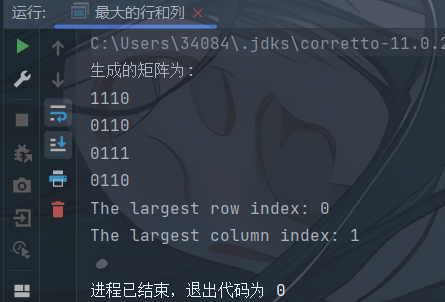 运行: 最大的行和列
C:\Users\34084\.jdks\corretto-11.0.2
生成的矩阵为:
1110
0110
0111
0110
The largest row index: 0
The largest column index: 1
进程已结束，退出代码为 0